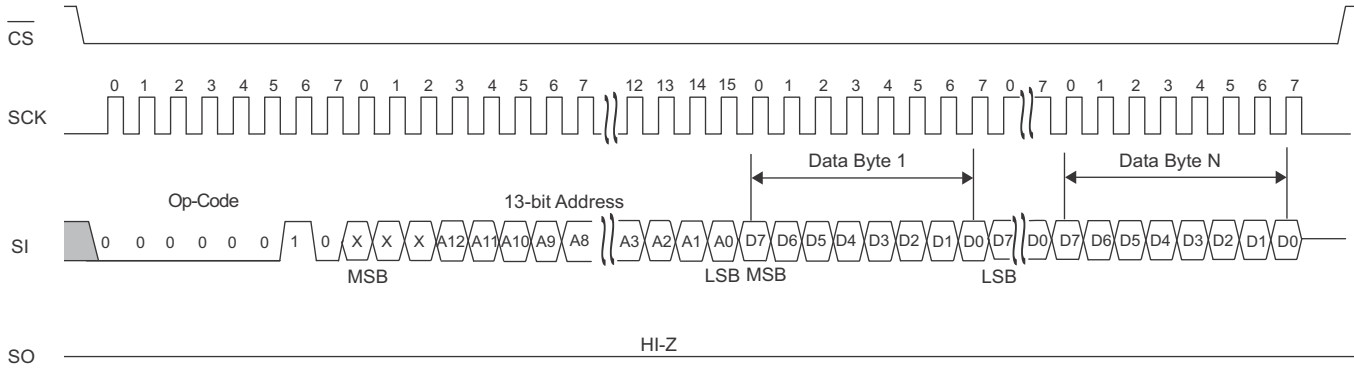 CS
0 1 2 3 4 5 6 7 0 1 2 3 4 5 6 7 12 13 14 15 0 1 2 3 4 5 6 7 0 7 0 1 2 3 4 5 6 7
SCK
Data Byte 1 Data Byte N
Op-Code 13-bit Address
SI 0 0 0 0 0 0 1 0 X X X A12 A11 A10 A9 A8 A3 A2 A1 A0 D7 D6 D5 D4 D3 D2 D1 D0 D7 D0 D7 D6 D5 D4 D3 D2 D1 D0
MSB LSB MSB LSB
HI-Z
SO